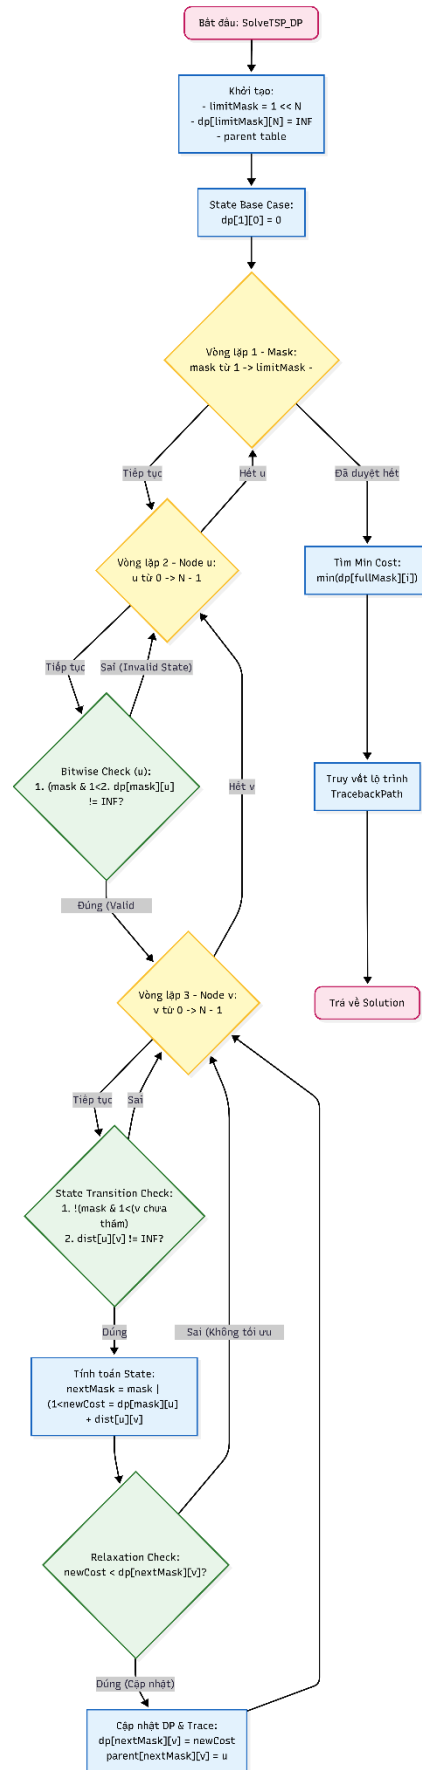 Bắt đầu: SolveTSP_DP
Khởi tạo:
- limitMask = 1 << N
- dp[limitMask][N] = INF
- parent table
State Base Case:
dp[1][0] = 0
Vòng lặp 1 - Mask:
mask từ 1 -> limitMask -
Tiếp tục
Hết u
Đã duyệt hết
Vòng lặp 2 - Node u:
u từ 0 -> N - 1
Tìm Min Cost:
min(dp[fullMask][i])
Tiếp tục
Sai (Invalid State)
Bitwise Check (u):
1. (mask & 1<2. dp[mask][u]
!= INF?
Hết v
Truy vết lộ trình
TracebackPath
Đúng (Valid
Vòng lặp 3 - Node v:
v từ 0 -> N - 1
Trả về Solution
Tiếp tục
Sai
State Transition Check:
1. !(mask & 1<(v chưa
thăm)
2. dist[u][v] != INF?
Đúng
Sai (Không tối ưu
Tính toán State:
nextMask = mask |
(1<newCost = dp[mask][u]
+ dist[u][v]
Relaxation Check:
newCost < dp[nextMask][v]?
Đúng (Cập nhật)
Cập nhật DP & Trace:
dp[nextMask][v] = newCost
parent[nextMask][v] = u